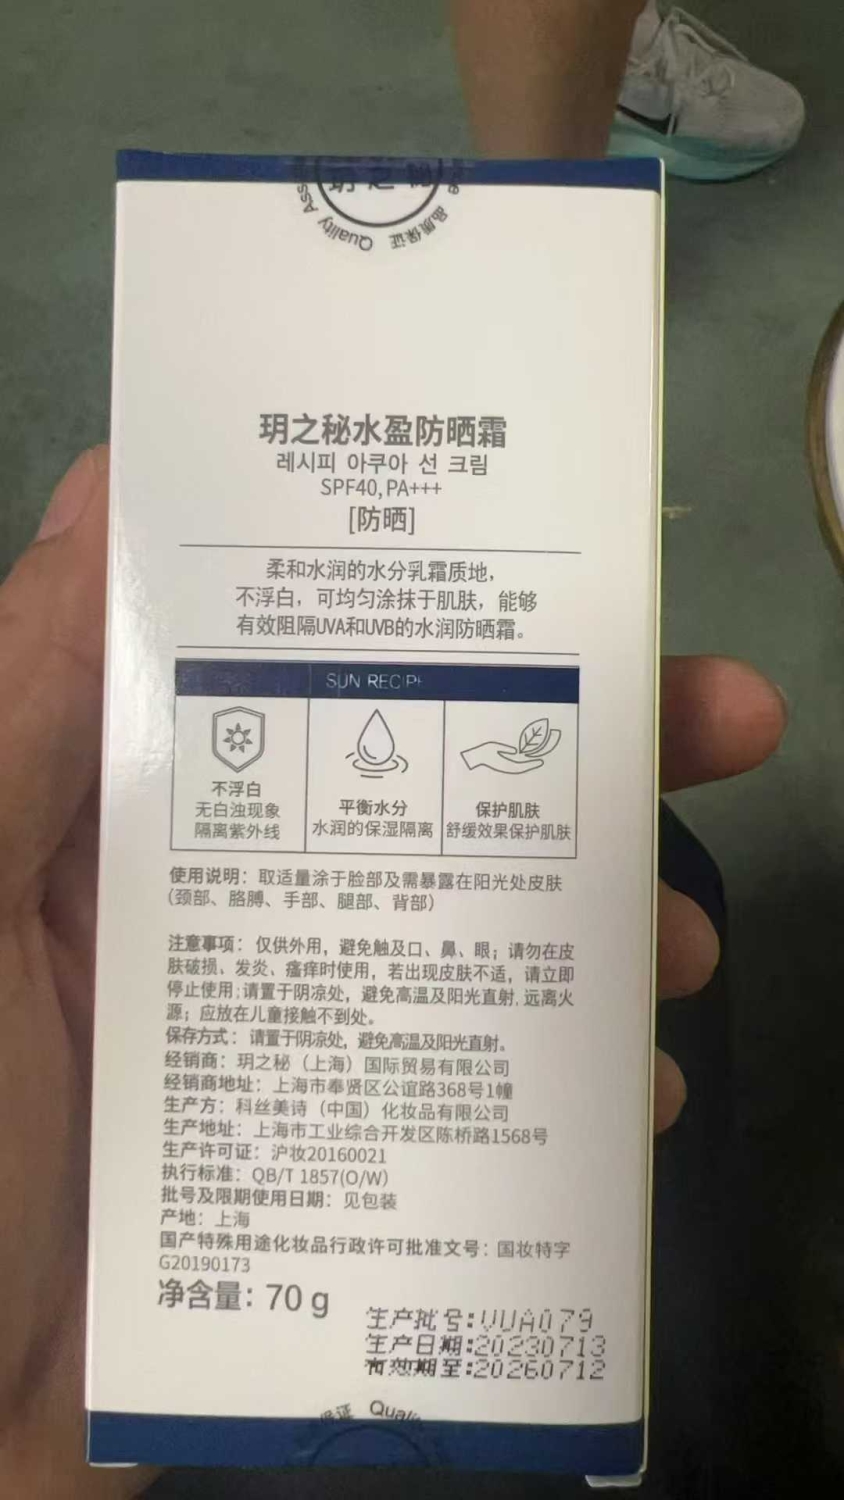 玥之秘
Quality Ass
品质保证
玥之秘水盈防晒霜
레시피 아쿠아 선 크림
SPF40,PA+++
[防晒]
柔和水润的水分乳霜质地，
不浮白，可均匀涂抹于肌肤，能够
有效阻隔UVA和UVB的水润防晒霜。
SUN RECIP
不浮白
无白浊现象
隔离紫外线
平衡水分
水润的保湿隔离
保护肌肤
舒缓效果保护肌肤
使用说明：取适量涂于脸部及需暴露在阳光处皮肤
(颈部、胳膊、手部、腿部、背部)
注意事项：仅供外用，避免触及口、鼻、眼；请勿在皮
肤破损、发炎、瘙痒时使用，若出现皮肤不适，请立即
停止使用;请置于阴凉处，避免高温及阳光直射,远离火
源；应放在儿童接触不到处。
保存方式：请置于阴凉处，避免高温及阳光直射。
经销商：玥之秘（上海）国际贸易有限公司
经销商地址：上海市奉贤区公谊路368号1幢
生产方：科丝美诗（中国）化妆品有限公司
生产地址：上海市工业综合开发区陈桥路1568号
生产许可证：沪妆20160021
执行标准：QB/T 1857(O/W)
批号及限期使用日期：见包装
产地：上海
国产特殊用途化妆品行政许可批准文号：国妆特字
G20190173
净含量：70 g
生产批号:VUA079
生产日期:20230713
有效期至:20260712
保证 Quali